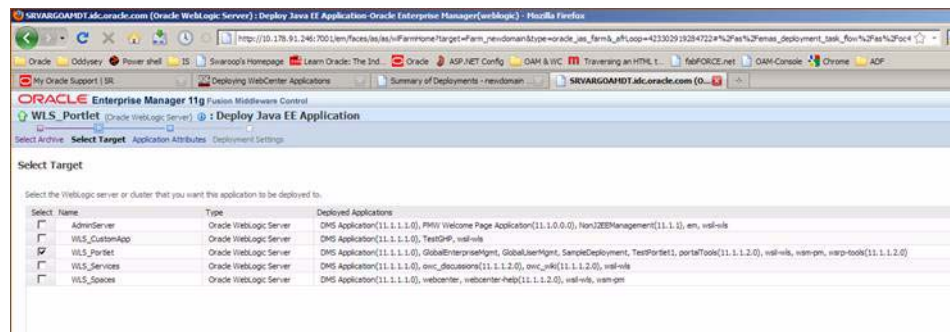 SRVARGOAMDT.idc.oracle.com (Oracle WebLogic Server) : Deploy Java EE Application-Oracle Enterprise Manager(weblogic) - Mozilla Firefox
Oracle Oddysey Power shell IS Swaroop's Homepage Learn Oracle: The Ind... Oracle ASP.NET Config OAM & WC Traversing an HTML t... fabFORCE.net OAM-Console Chrome ADF
My Oracle Support | SR Deploying WebCenter Applications Summary of Deployments - newdomain ... SRVARGOAMDT.idc.oracle.com (O...
ORACLE Enterprise Manager 11g Fusion Middleware Control
WLS_Portlet (Oracle WebLogic Server) : Deploy Java EE Application
Select Archive Select Target Application Attributes Deployment Settings
Select Target
Select the WebLogic server or cluster that you want this application to be deployed to.
Select Name Type Deployed Applications
AdminServer Oracle WebLogic Server DMS Application(11.1.1.1.0), FMW Welcome Page Application(11.1.0.0.0), NonJ2EEManagement(11.1.1), em, wsil-wls
WLS_CustomApp Oracle WebLogic Server DMS Application(11.1.1.1.0), TestGHP, wsil-wls
WLS_Portlet Oracle WebLogic Server DMS Application(11.1.1.1.0), GlobalEnterpriseMgmt, GlobalUserMgmt, SampleDeployment, TestPortlet1, portalTools(11.1.1.2.0), wsil-wls, wsm-pm, wsrp-tools(11.1.1.2.0)
WLS_Services Oracle WebLogic Server DMS Application(11.1.1.1.0), owc_discussions(11.1.1.2.0), owc_wiki(11.1.1.2.0), wsil-wls
WLS_Spaces Oracle WebLogic Server DMS Application(11.1.1.1.0), webcenter, webcenter-help(11.1.1.2.0), wsil-wls, wsm-pm